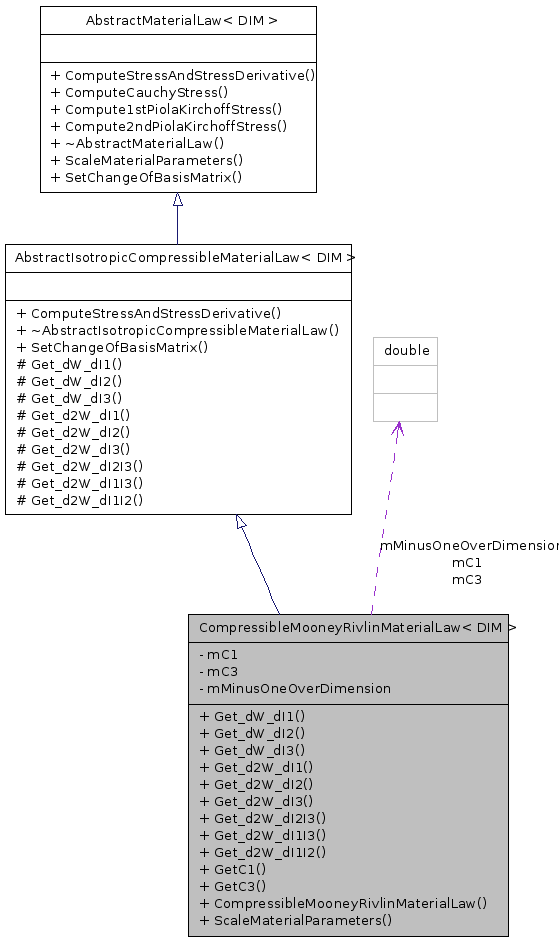 AbstractMaterialLaw< DIM >
+ ComputeStressAndStressDerivative()
+ ComputeCauchyStress()
+ Compute1stPiolaKirchoffStress()
+ Compute2ndPiolaKirchoffStress()
+ ~AbstractMaterialLaw()
+ ScaleMaterialParameters()
+ SetChangeOfBasisMatrix()
AbstractIsotropicCompressibleMaterialLaw< DIM >
+ ComputeStressAndStressDerivative()
+ ~AbstractIsotropicCompressibleMaterialLaw()
+ SetChangeOfBasisMatrix()
# Get_dW_dI1()
# Get_dW_dI2()
# Get_dW_dI3()
# Get_d2W_dI1()
# Get_d2W_dI2()
# Get_d2W_dI3()
# Get_d2W_dI2I3()
# Get_d2W_dI1I3()
# Get_d2W_dI1I2()
double
mMinusOneOverDimension
mC1
mC3
CompressibleMooneyRivlinMaterialLaw< DIM >
- mC1
- mC3
- mMinusOneOverDimension
+ Get_dW_dI1()
+ Get_dW_dI2()
+ Get_dW_dI3()
+ Get_d2W_dI1()
+ Get_d2W_dI2()
+ Get_d2W_dI3()
+ Get_d2W_dI2I3()
+ Get_d2W_dI1I3()
+ Get_d2W_dI1I2()
+ GetC1()
+ GetC3()
+ CompressibleMooneyRivlinMaterialLaw()
+ ScaleMaterialParameters()